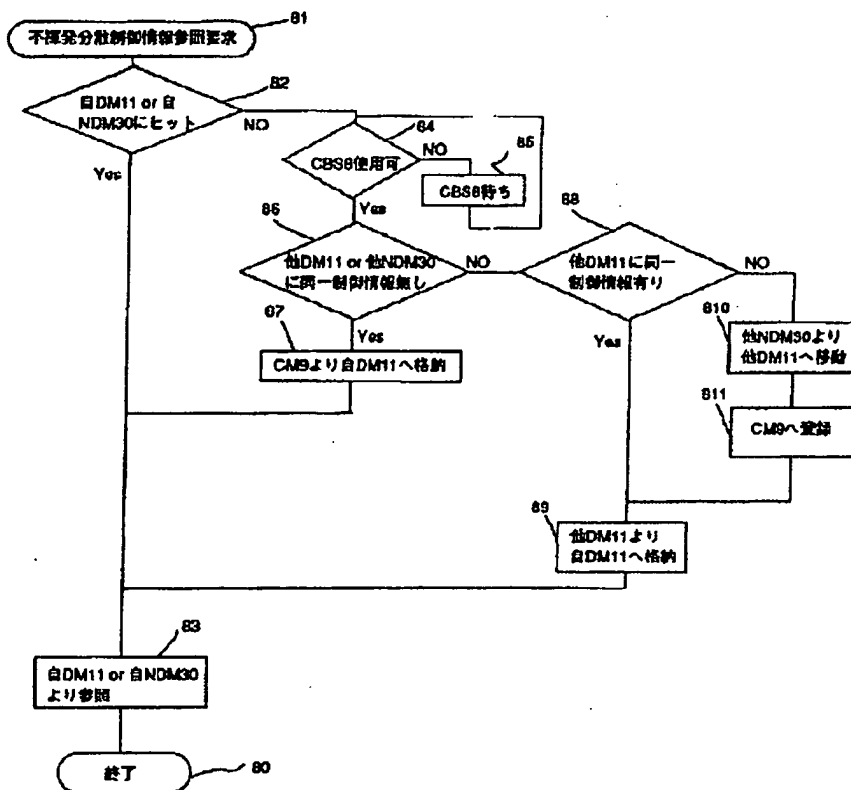 81
不揮発分散制御情報参照要求
82
自DM11 or 自
NDM30にヒット
NO
Yes
84
CBS6使用可
NO
85
CBS6待ち
Yes
86
他DM11 or 他NDM30
に同一制御情報無し
NO
88
他DM11に同一
制御情報有り
NO
Yes
87
CM9より自DM11へ格納
Yes
810
他NDM30より
他DM11へ移動
811
CM9へ登録
89
他DM11より
自DM11へ格納
83
自DM11 or 自NDM30
より参照
終了
80